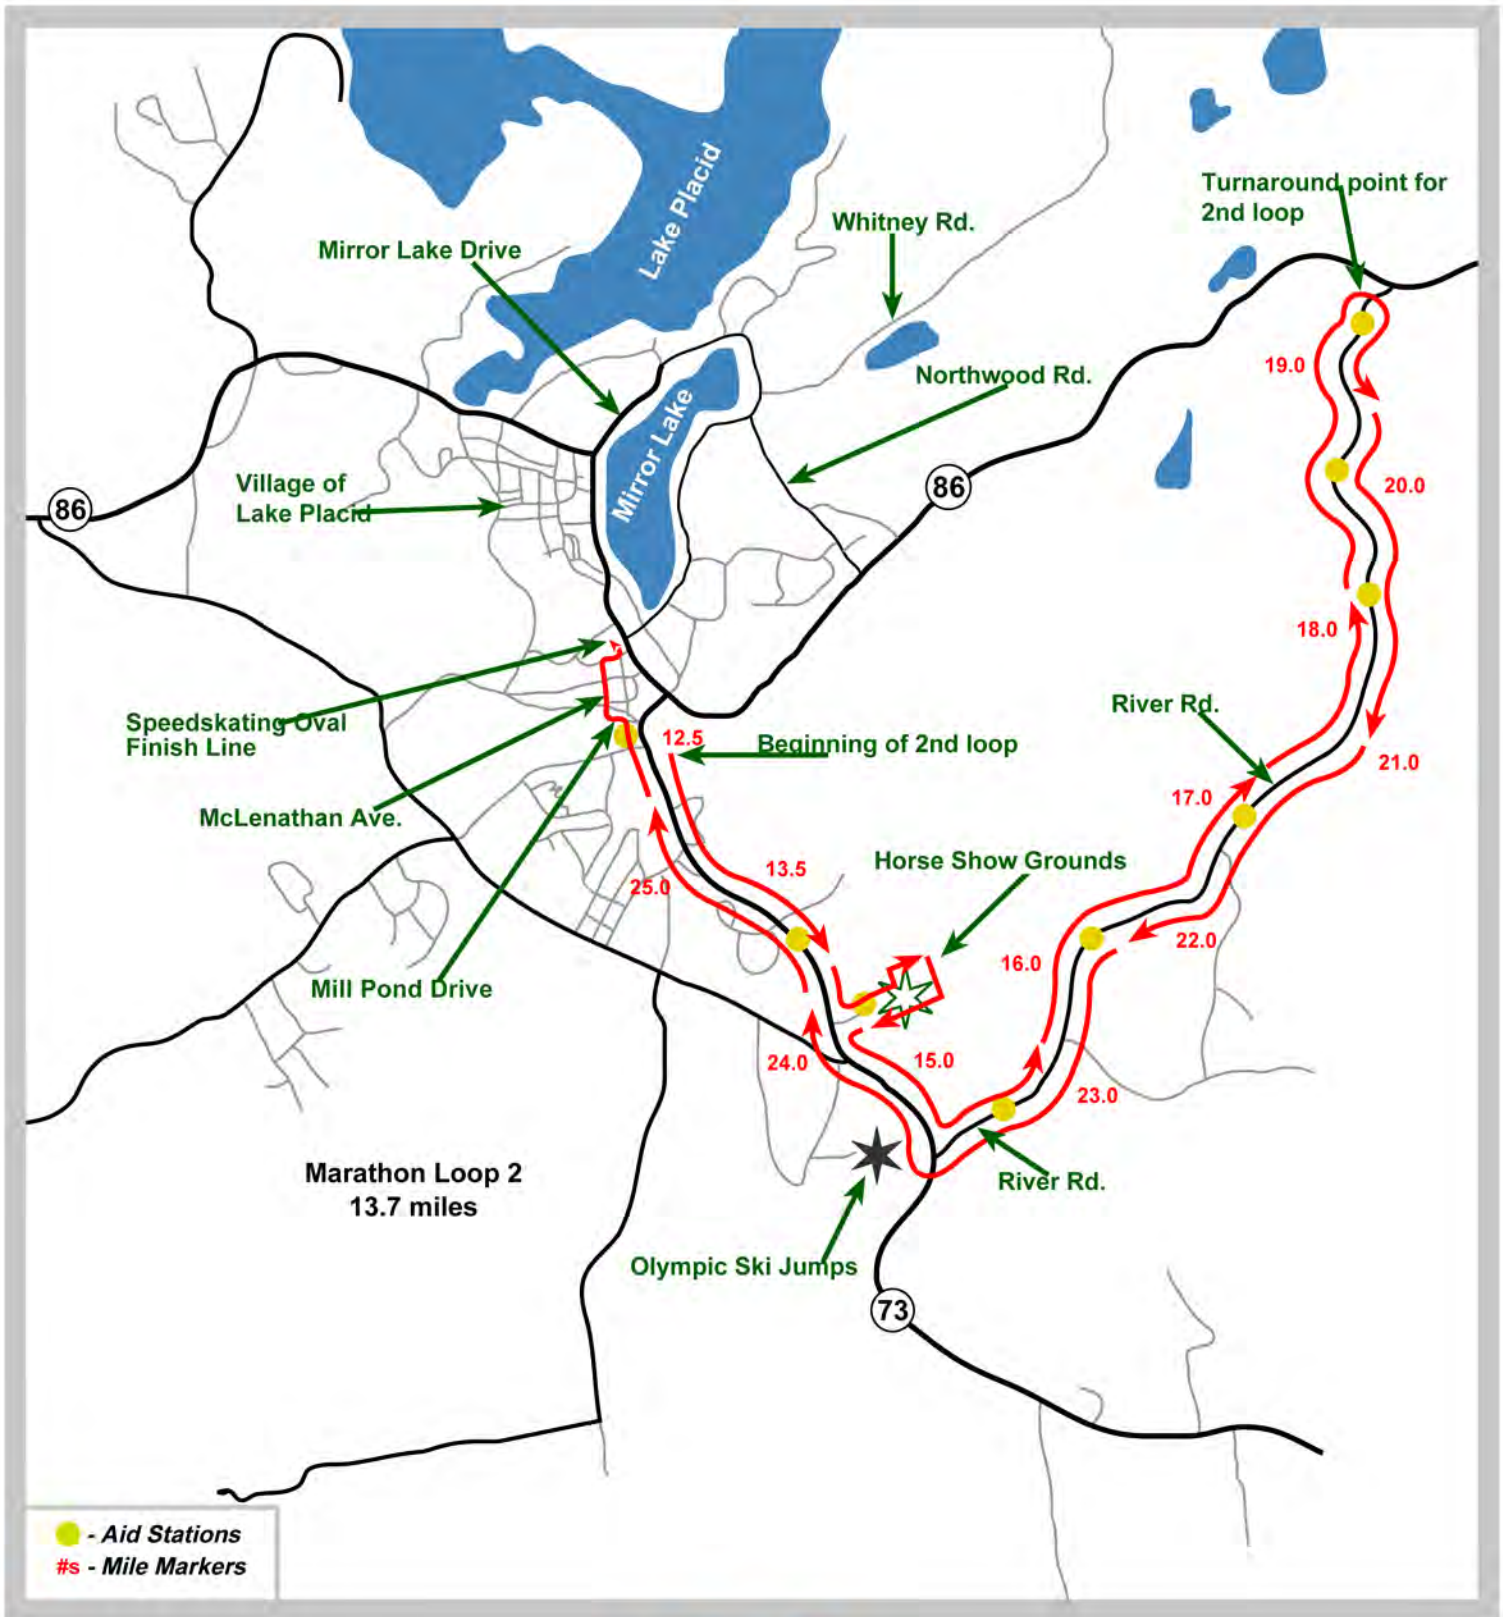 Lake Placid
Turnaround point for
2nd loop
Whitney Rd.
Mirror Lake Drive
19.0
Northwood Rd.
Mirror Lake
Village of
Lake Placid
86
86
20.0
18.0
River Rd.
Speedskating Oval
Finish Line
12.5
Beginning of 2nd loop
21.0
17.0
McLenathan Ave.
13.5
Horse Show Grounds
25.0
22.0
16.0
Mill Pond Drive
24.0
15.0
23.0
Marathon Loop 2
13.7 miles
River Rd.
Olympic Ski Jumps
73
- Aid Stations
#s - Mile Markers